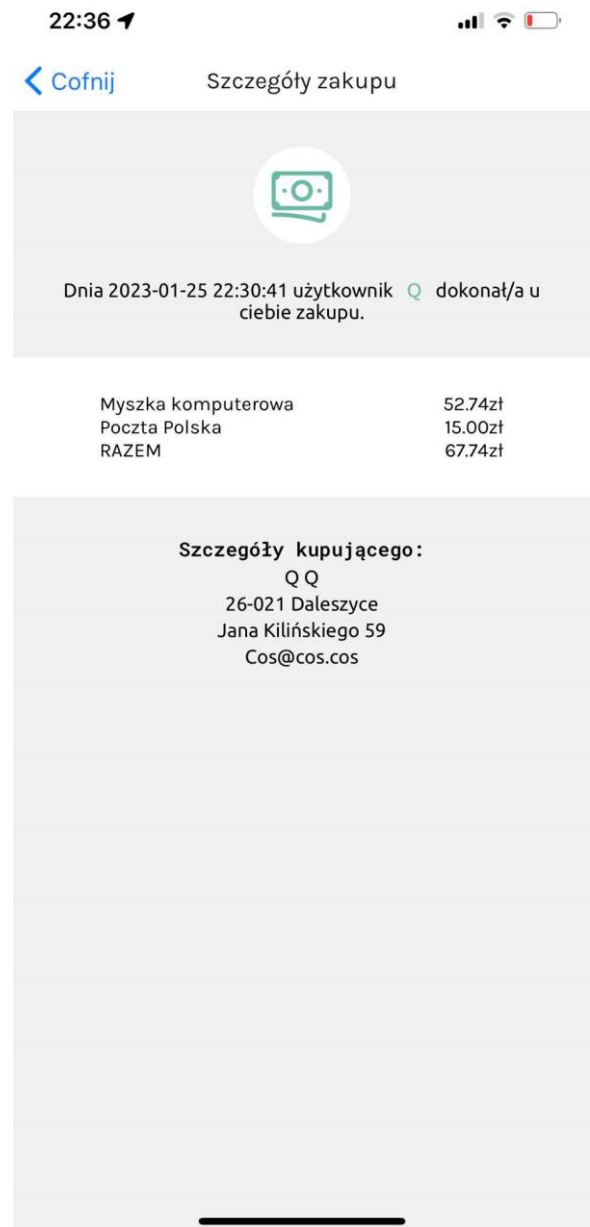 22:36
Cofnij
Szczegóły zakupu
Dnia 2023-01-25 22:30:41 użytkownik Q dokonał/a u
ciebie zakupu.
Myszka komputerowa 52.74zł
Poczta Polska 15.00zł
RAZEM 67.74zł
Szczegóły kupującego:
Q Q
26-021 Daleszyce
Jana Kilińskiego 59
Cos@cos.cos